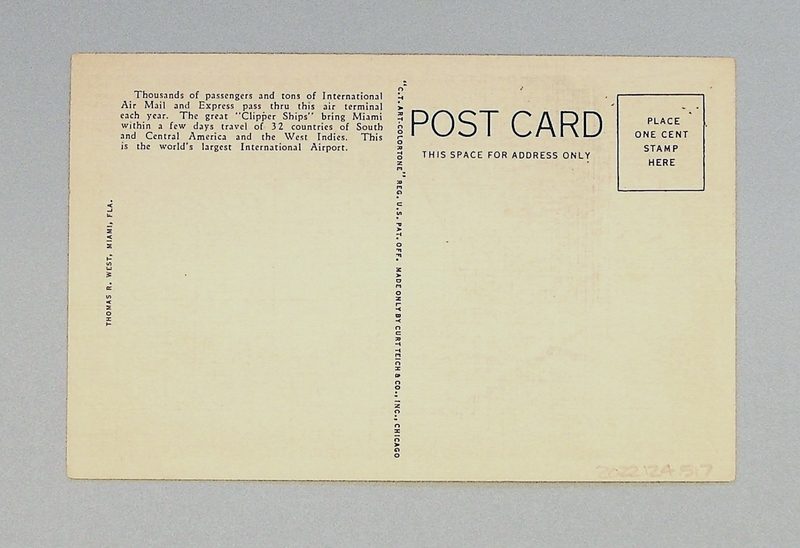 Thousands of passengers and tons of International
Air Mail and Express pass thru this air terminal
each year. The great "Clipper Ships" bring Miami
within a few days travel of 32 countries of South
and Central America and the West Indies. This
is the world's largest International Airport.
THOMAS R. WEST, MIAMI, FLA.
"C.T. ART-COLORTONE" REG. U.S. PAT. OFF. MADE ONLY BY CURT TEICH & CO., INC., CHICAGO
POST CARD
THIS SPACE FOR ADDRESS ONLY
PLACE
ONE CENT
STAMP
HERE